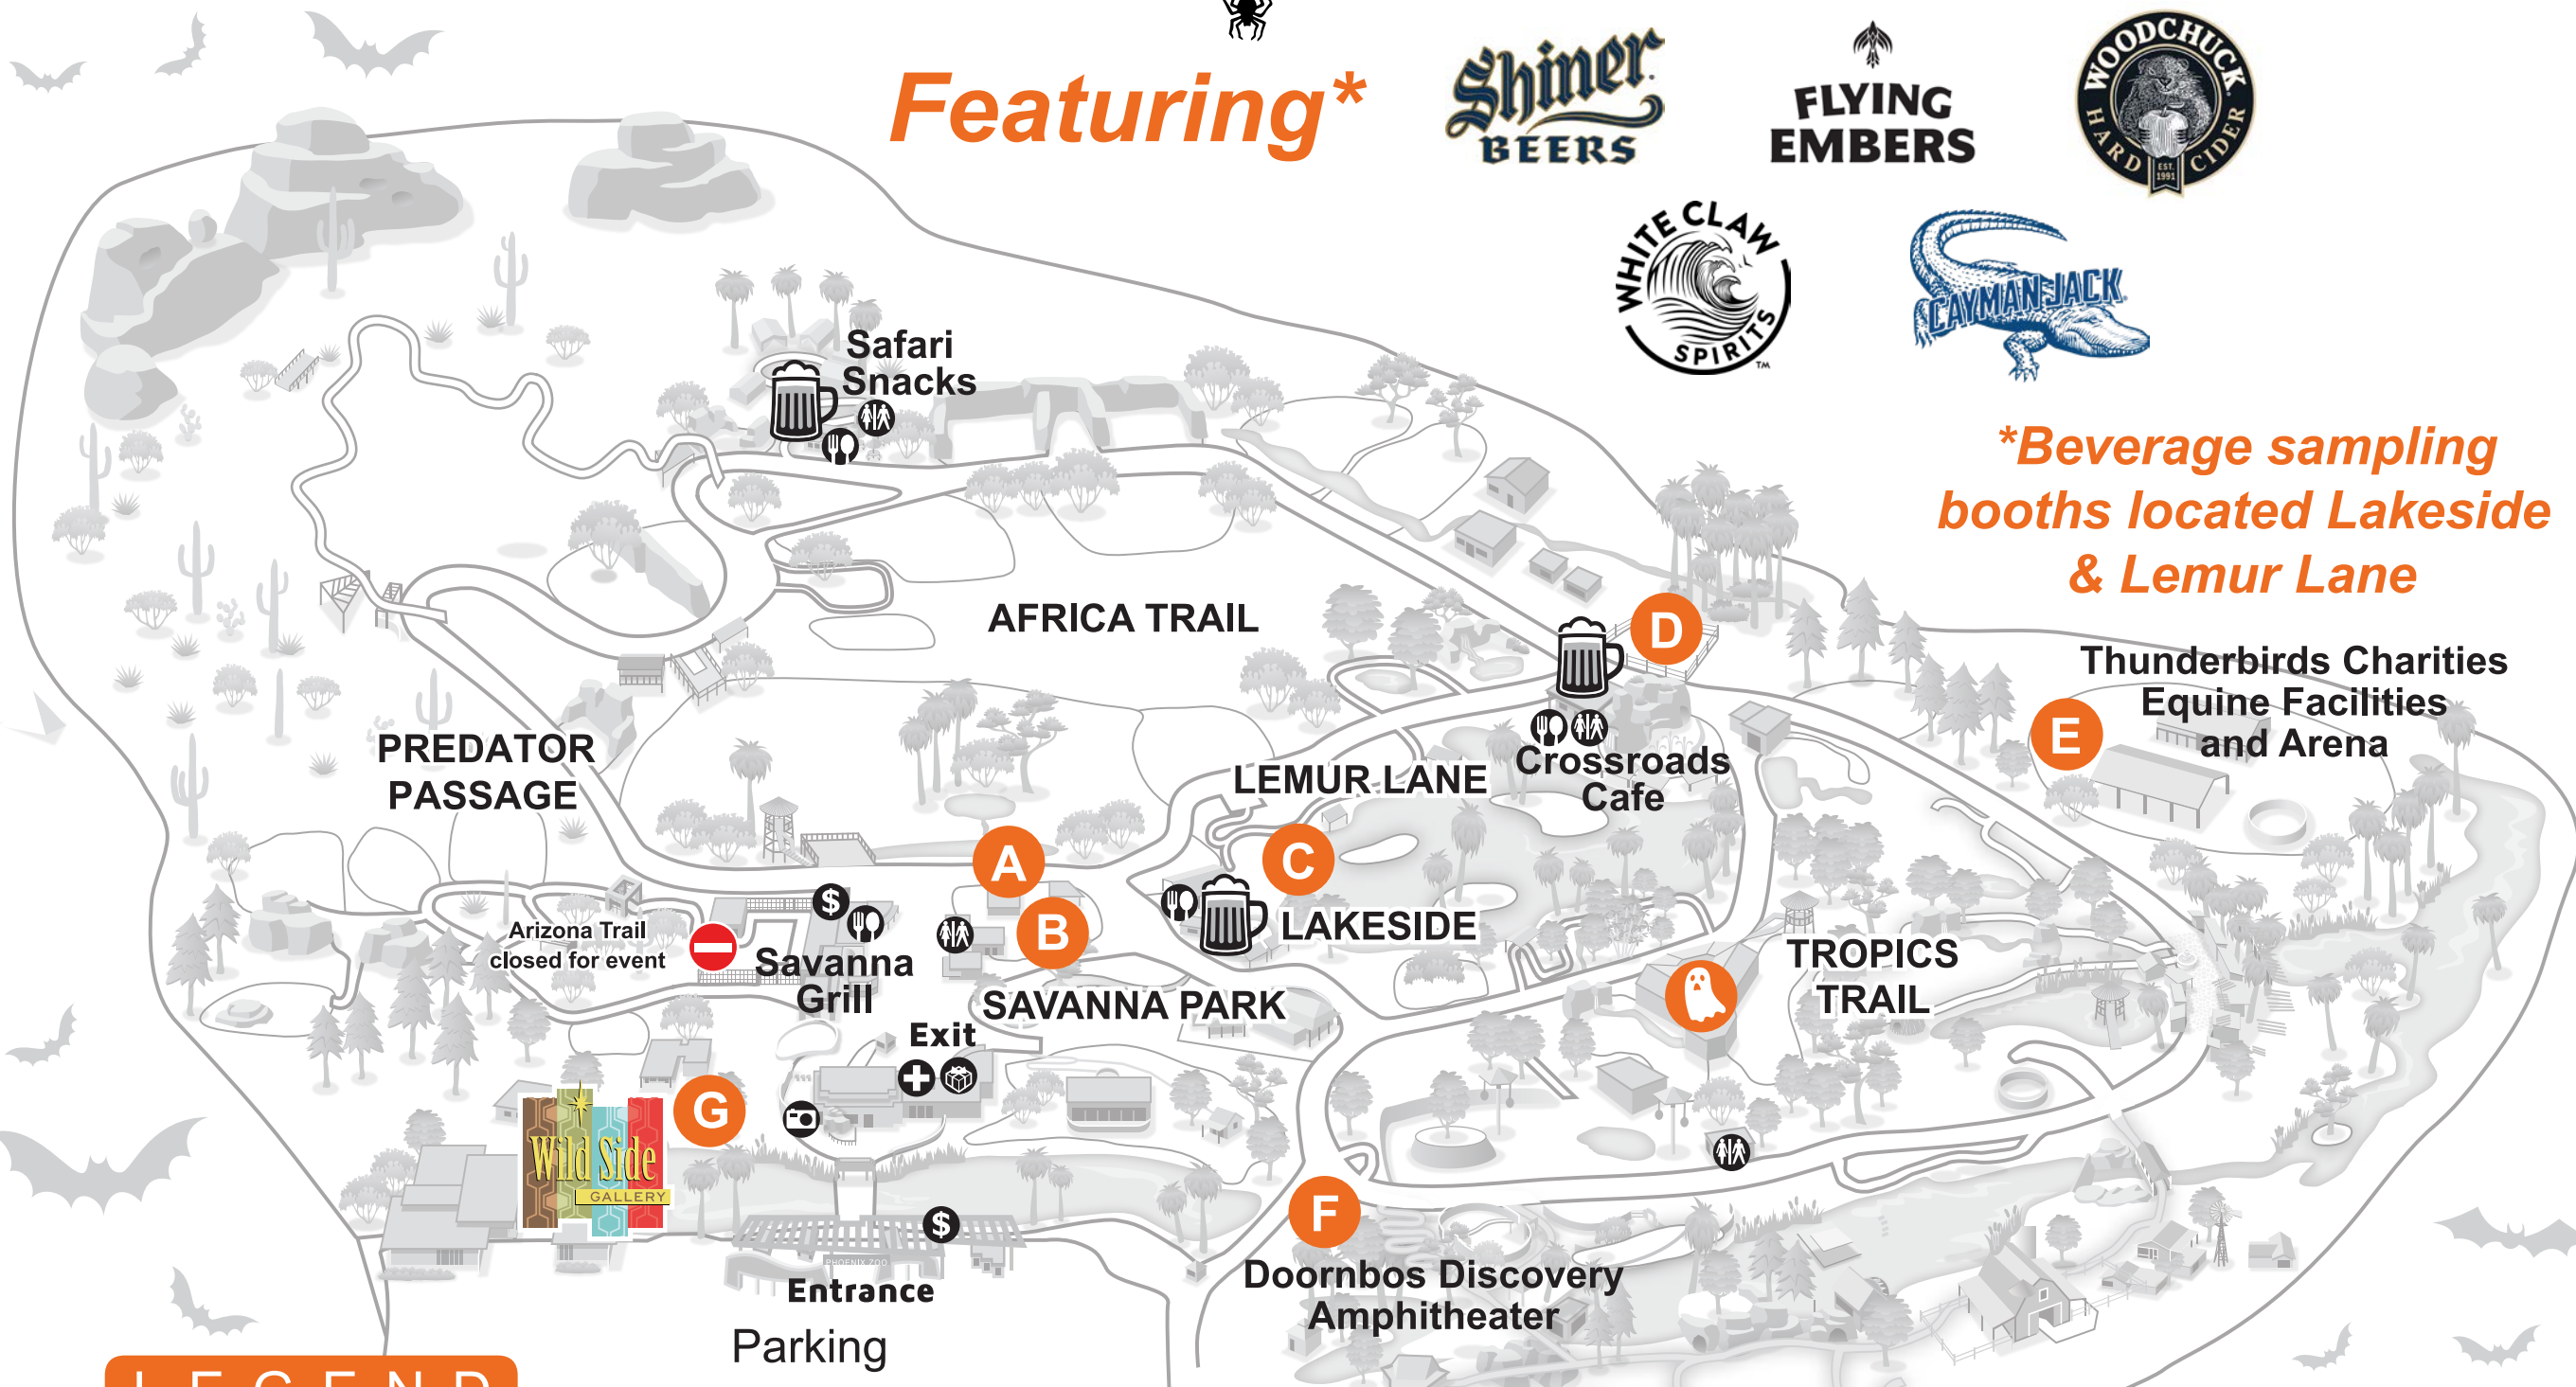 Featuring*
Shiner
BEERS
FLYING
EMBERS
WOODCHUCK
HARD CIDER
EST.
1991
WHITE CLAW
SPIRITS
TM
CAYMAN JACK
*Beverage sampling
booths located Lakeside
& Lemur Lane
Safari
Snacks
AFRICA TRAIL
D
Thunderbirds Charities
Equine Facilities
and Arena
E
PREDATOR
PASSAGE
LEMUR LANE
Crossroads
Cafe
A
C
B
LAKESIDE
$
Arizona Trail
closed for event
Savanna
Grill
SAVANNA PARK
TROPICS
TRAIL
Exit
G
Wild Side
GALLERY
F
$
PHOENIX ZOO
Entrance
Doornbos Discovery
Amphitheater
Parking
LEGEND